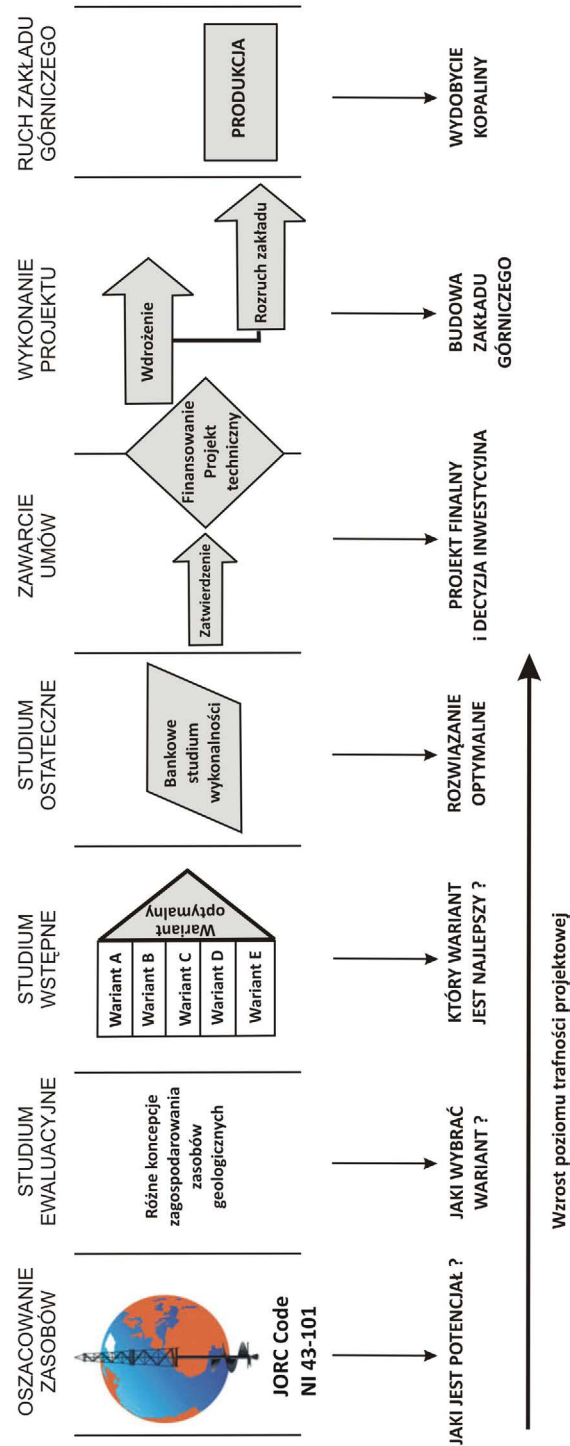 OSZACOWANIE
ZASOBÓW
JORC Code
NI 43-101
JAKI JEST POTENCJAŁ ?
STUDIUM
EWALUACYJNE
Różne koncepcje
zagospodarowania
zasobów
geologicznych
JAKI WYBRAĆ
WARIANT ?
STUDIUM
WSTĘPNE
Wariant A
Wariant B
Wariant C
Wariant D
Wariant E
Wariant
optymalny
KTÓRY WARIANT
JEST NAJLEPSZY ?
STUDIUM
OSTATECZNE
Bankowe
studium
wykonalności
ROZWIĄZANIE
OPTYMALNE
ZAWARCIE
UMÓW
Zatwierdzenie
Finansowanie
Projekt
techniczny
PROJEKT FINALNY
i DECYZJA INWESTYCYJNA
WYKONANIE
PROJEKTU
Wdrożenie
Rozruch zakładu
BUDOWA
ZAKŁADU
GÓRNICZEGO
RUCH ZAKŁADU
GÓRNICZEGO
PRODUKCJA
WYDOBYCIE
KOPALINY
Wzrost poziomu trafności projektowej